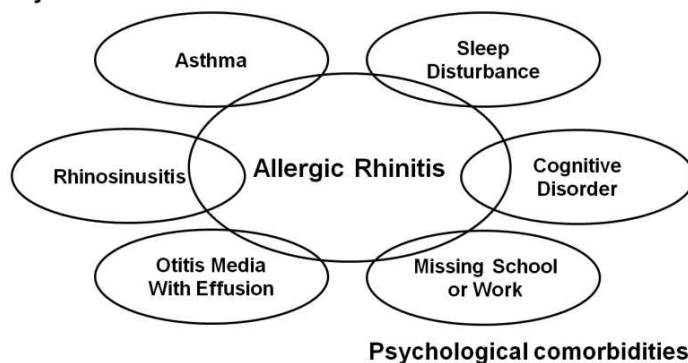 Asthma
Sleep
Disturbance
Rhinosinusitis
Allergic Rhinitis
Cognitive
Disorder
Otitis Media
With Effusion
Missing School
or Work
Psychological comorbidities